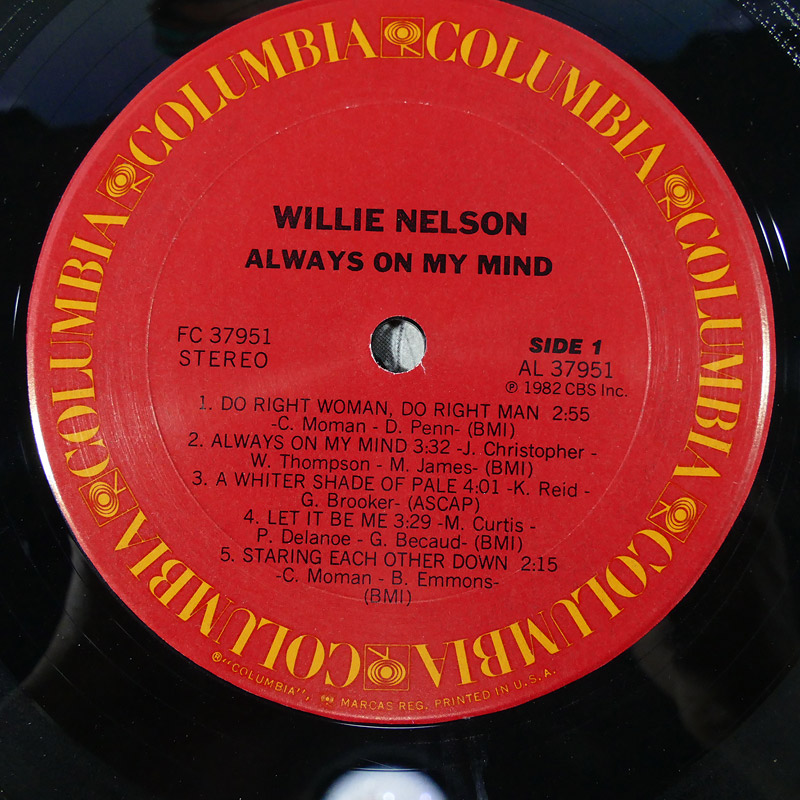 COLUMBIA COLUMBIA COLUMBIA COLUMBIA COLUMBIA COLUMBIA COLUMBIA COLUMBIA
WILLIE NELSON
ALWAYS ON MY MIND
FC 37951
STEREO
SIDE 1
AL 37951
℗ 1982 CBS Inc.
1. DO RIGHT WOMAN, DO RIGHT MAN 2:55
-C. Moman - D. Penn- (BMI)
2. ALWAYS ON MY MIND 3:32 -J. Christopher -
W. Thompson - M. James- (BMI)
3. A WHITER SHADE OF PALE 4:01 -K. Reid -
G. Brooker- (ASCAP)
4. LET IT BE ME 3:29 -M. Curtis -
P. Delanoe - G. Becaud- (BMI)
5. STARING EACH OTHER DOWN 2:15
-C. Moman - B. Emmons-
(BMI)
®"COLUMBIA", MARCAS REG. PRINTED IN U.S.A.